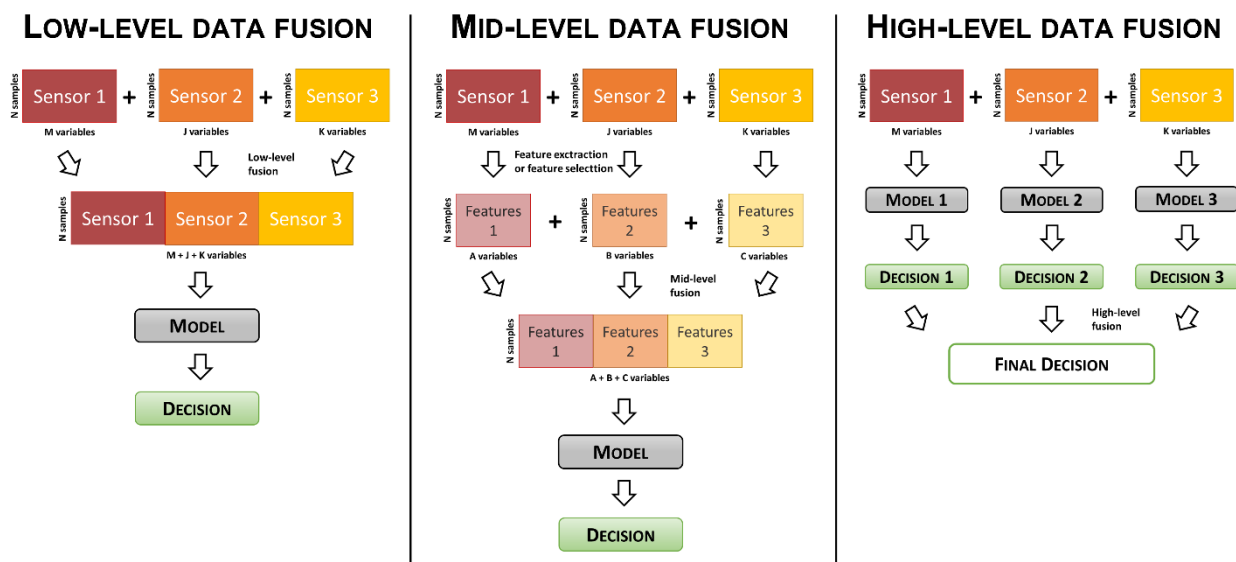 LOW-LEVEL DATA FUSION
N samples
Sensor 1
+
N samples
Sensor 2
+
N samples
Sensor 3
M variables
J variables
K variables
Low-level
fusion
N samples
Sensor 1
Sensor 2
Sensor 3
M + J + K variables
MODEL
DECISION
MID-LEVEL DATA FUSION
N samples
Sensor 1
+
N samples
Sensor 2
+
N samples
Sensor 3
M variables
J variables
K variables
Feature extraction
or feature selecttion
N samples
Features
1
+
N samples
Features
2
+
N samples
Features
3
A variables
B variables
C variables
Mid-level
fusion
N samples
Features
1
Features
2
Features
3
A + B + C variables
MODEL
DECISION
HIGH-LEVEL DATA FUSION
N samples
Sensor 1
+
N samples
Sensor 2
+
N samples
Sensor 3
M variables
J variables
K variables
MODEL 1
MODEL 2
MODEL 3
DECISION 1
DECISION 2
DECISION 3
High-level
fusion
FINAL DECISION